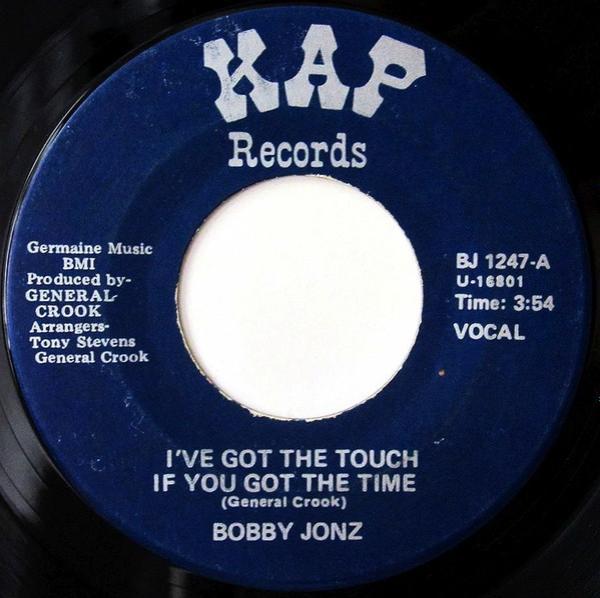 KAP
Records
Germaine Music
BMI
Produced by-
GENERAL
CROOK
Arrangers-
Tony Stevens
General Crook
BJ 1247-A
U-16801
Time: 3:54
VOCAL
I'VE GOT THE TOUCH
IF YOU GOT THE TIME
(General Crook)
BOBBY JONZ